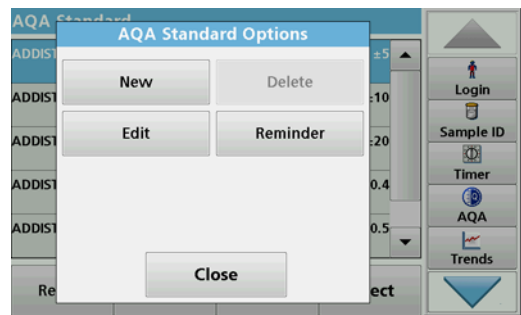 AQA Standard
AQA Standard Options
ADDIST
±5
New
Delete
ADDIST
:10
Edit
Reminder
ADDIST
:20
ADDIST
0.4
ADDIST
0.5
Close
Re
ect
Login
Sample ID
Timer
AQA
Trends